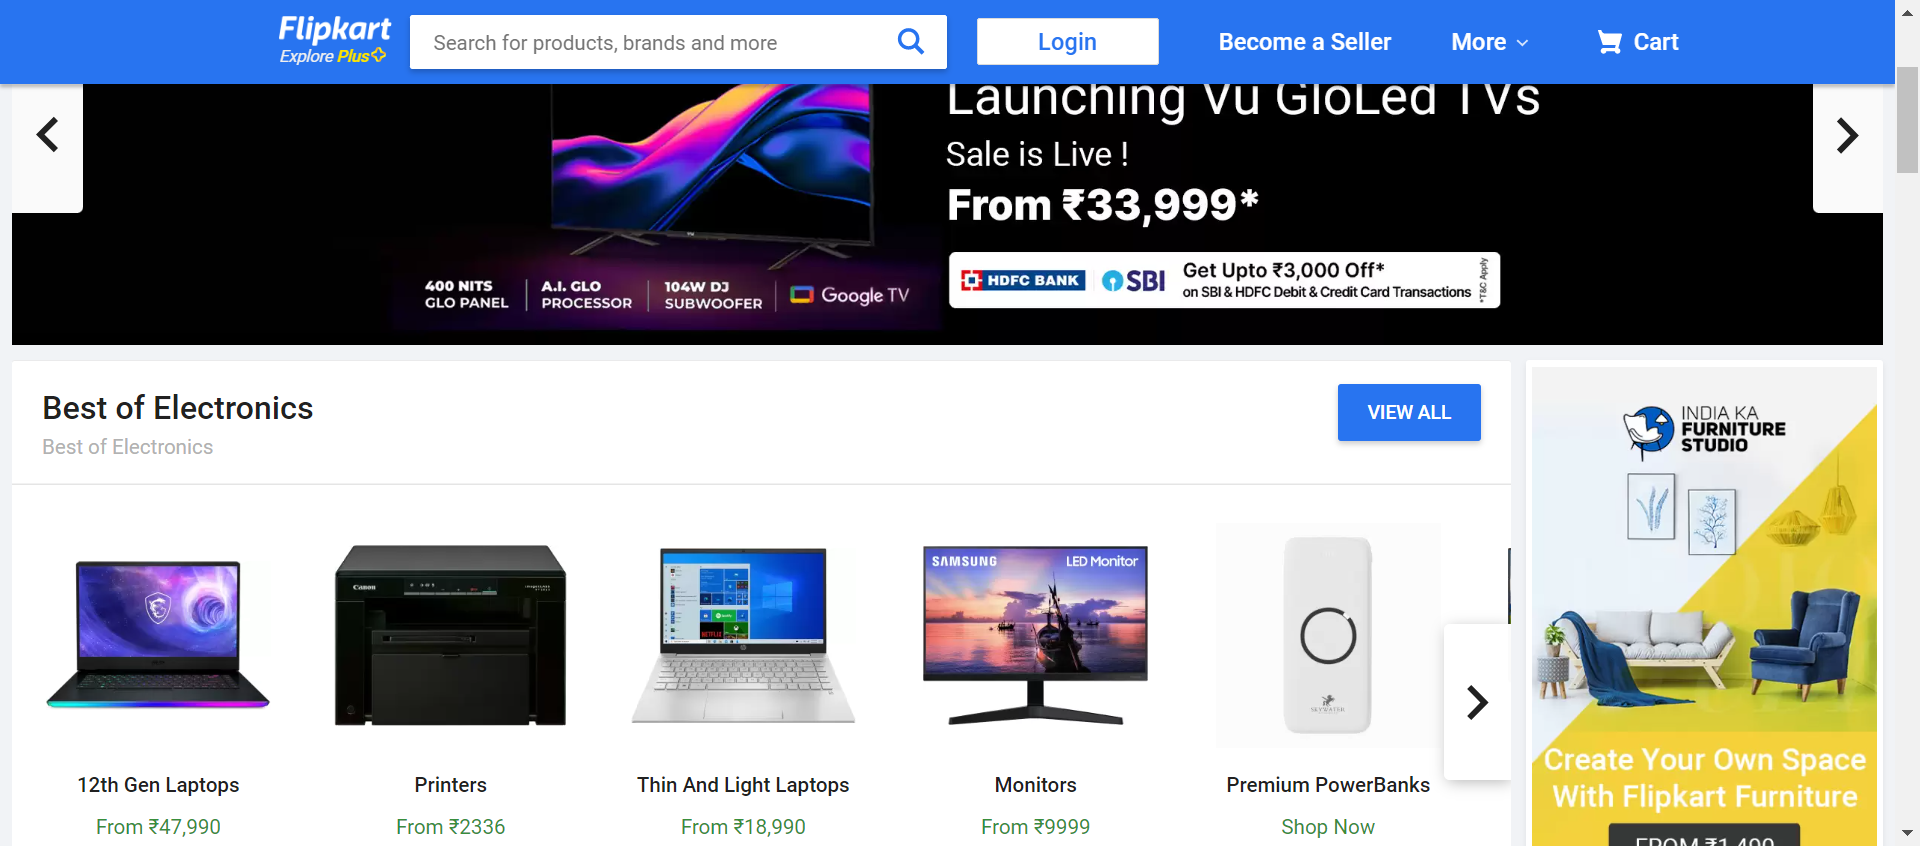 Flipkart
Explore Plus
Search for products, brands and more
Login
Become a Seller
More
Cart
Launching Vu GloLed TVs
Sale is Live !
From ₹33,999*
400 NITS
GLO PANEL
A.I. GLO
PROCESSOR
104W DJ
SUBWOOFER
Google TV
HDFC BANK
SBI
Get Upto ₹3,000 Off*
on SBI & HDFC Debit & Credit Card Transactions
*T&C Apply
Best of Electronics
Best of Electronics
VIEW ALL
INDIA KA
FURNITURE
STUDIO
Canon
SAMSUNG
LED Monitor
SKYWATER
12th Gen Laptops
From ₹47,990
Printers
From ₹2336
Thin And Light Laptops
From ₹18,990
Monitors
From ₹9999
Premium PowerBanks
Shop Now
Create Your Own Space
With Flipkart Furniture
FROM ₹1,499